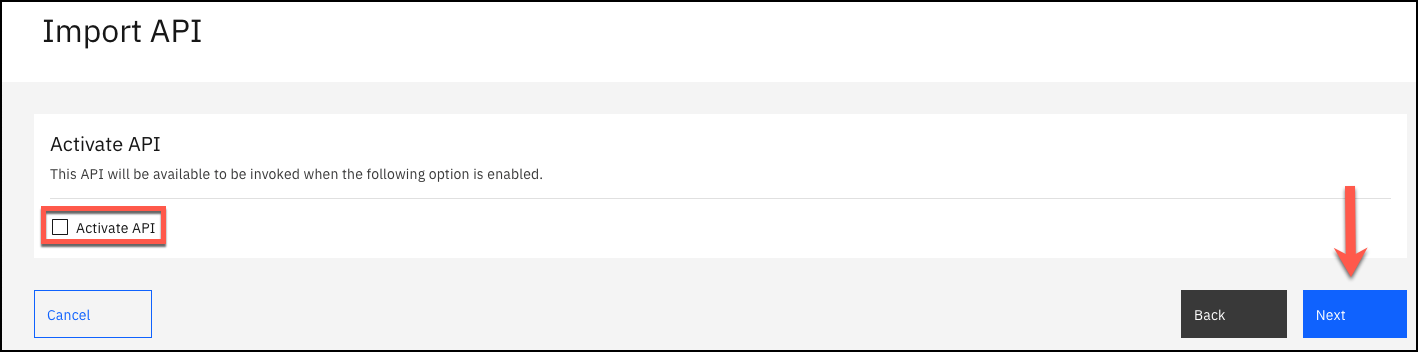 Import API
Activate API
This API will be available to be invoked when the following option is enabled.
Activate API
Cancel
Back
Next